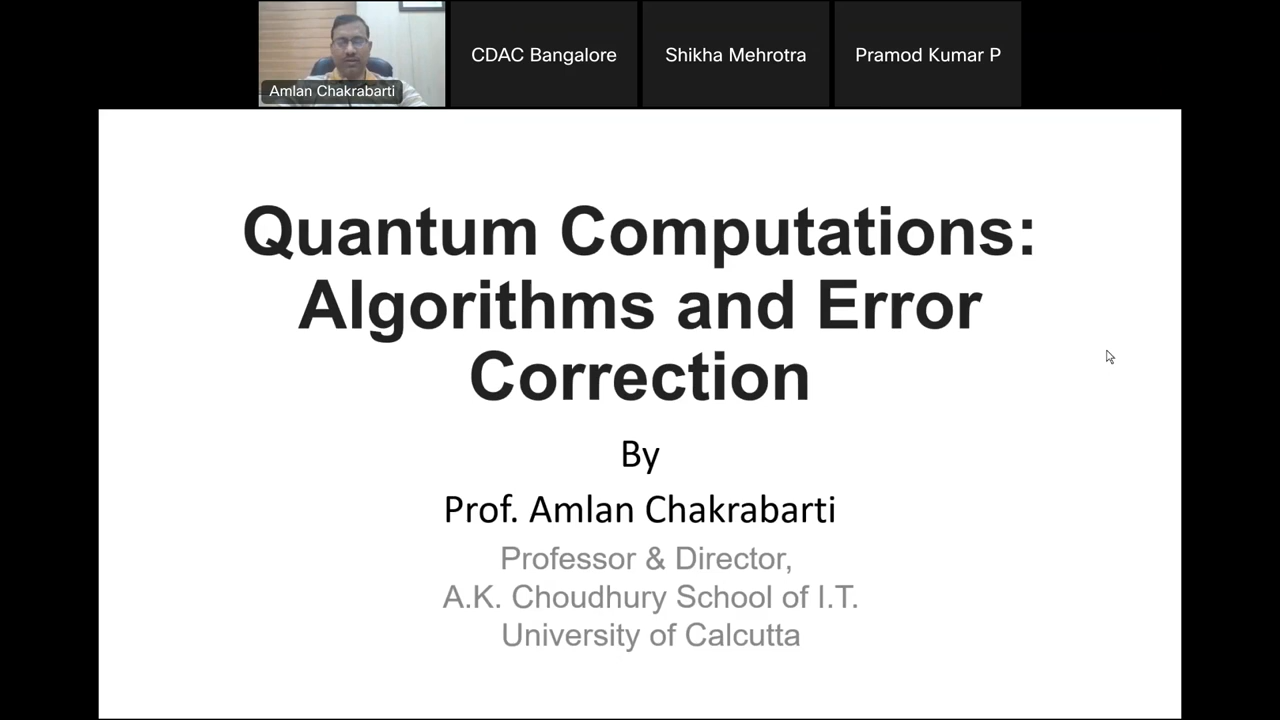 Amlan Chakrabarti
CDAC Bangalore
Shikha Mehrotra
Pramod Kumar P
Quantum Computations:
Algorithms and Error
Correction
By
Prof. Amlan Chakrabarti
Professor & Director,
A.K. Choudhury School of I.T.
University of Calcutta